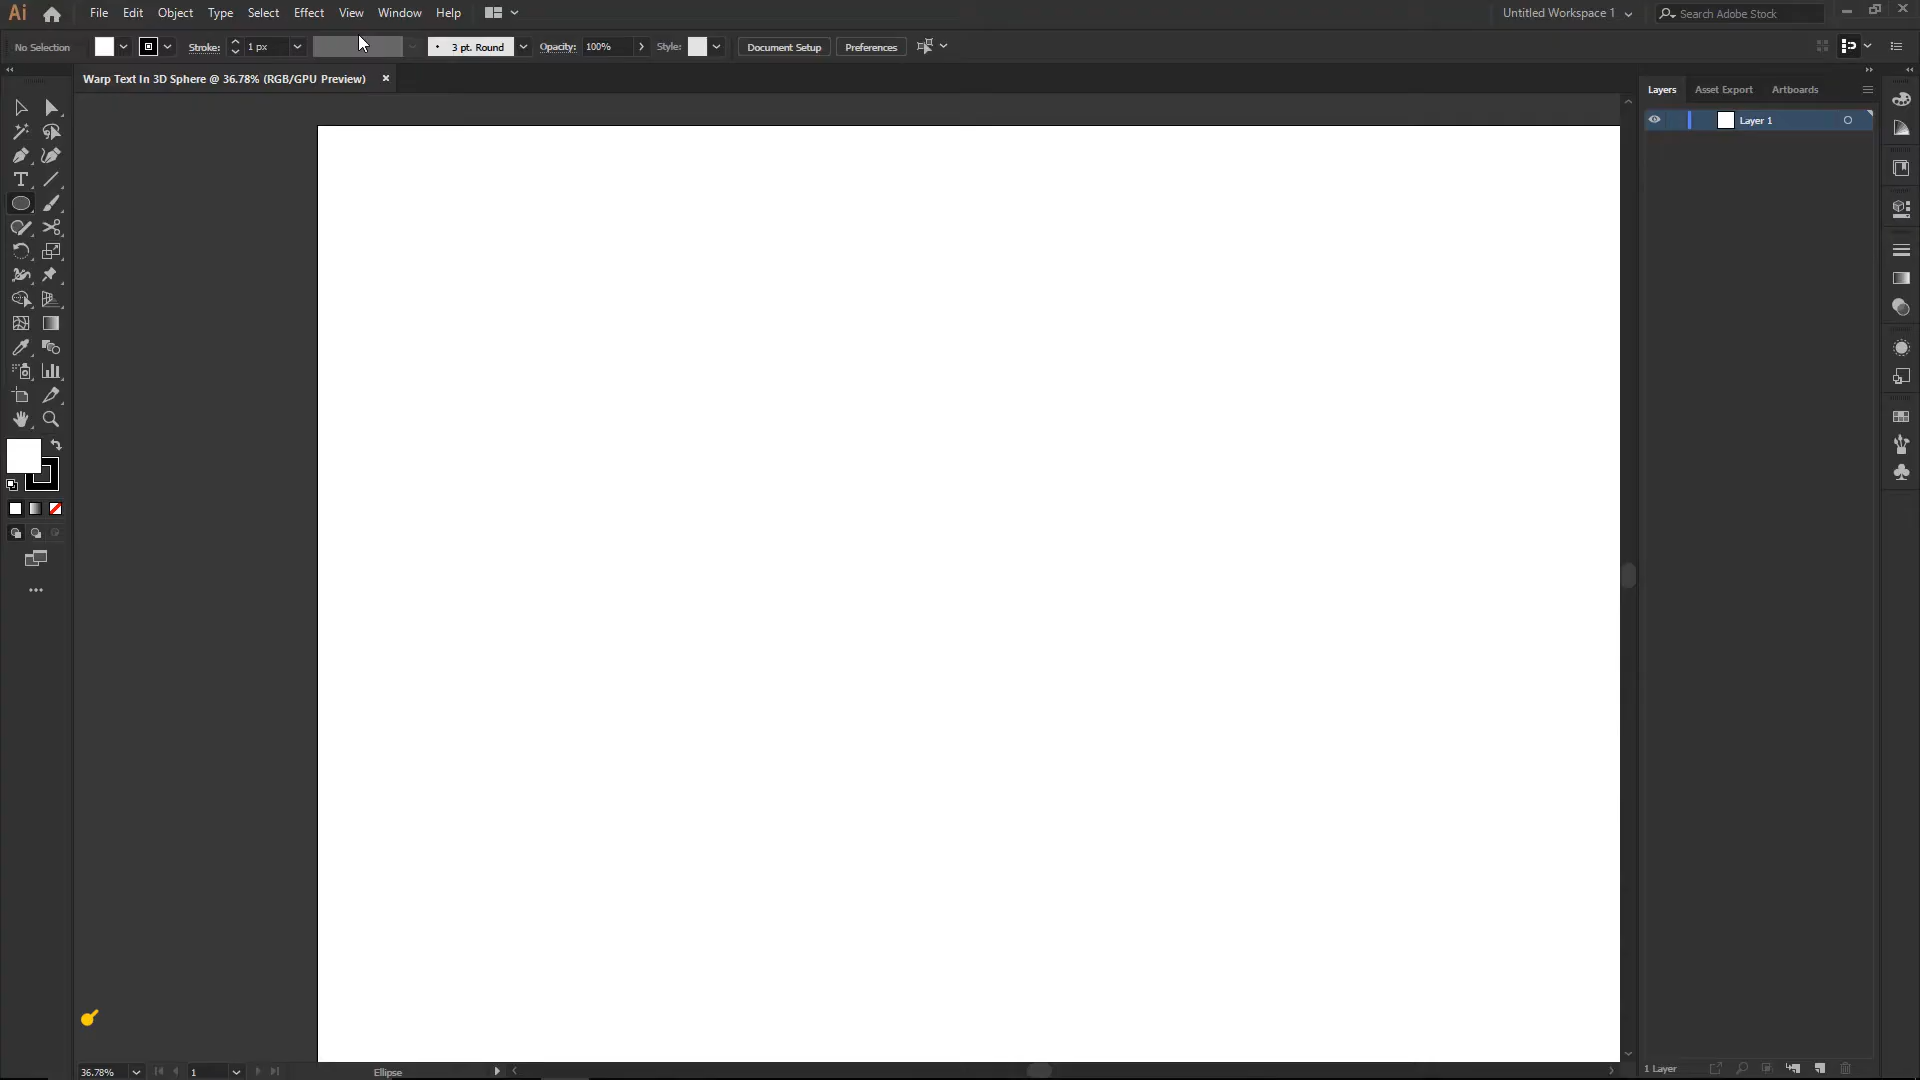 Ai File Edit Object Type Select Effect View Window Help Untitled Workspace 1 Search Adobe Stock
No Selection Stroke: 1 px 3 pt. Round Opacity: 100% Style: Document Setup Preferences
Warp Text In 3D Sphere @ 36.78% (RGB/GPU Preview)
Layers Asset Export Artboards
Layer 1
36.78% 1 Ellipse 1 Layer